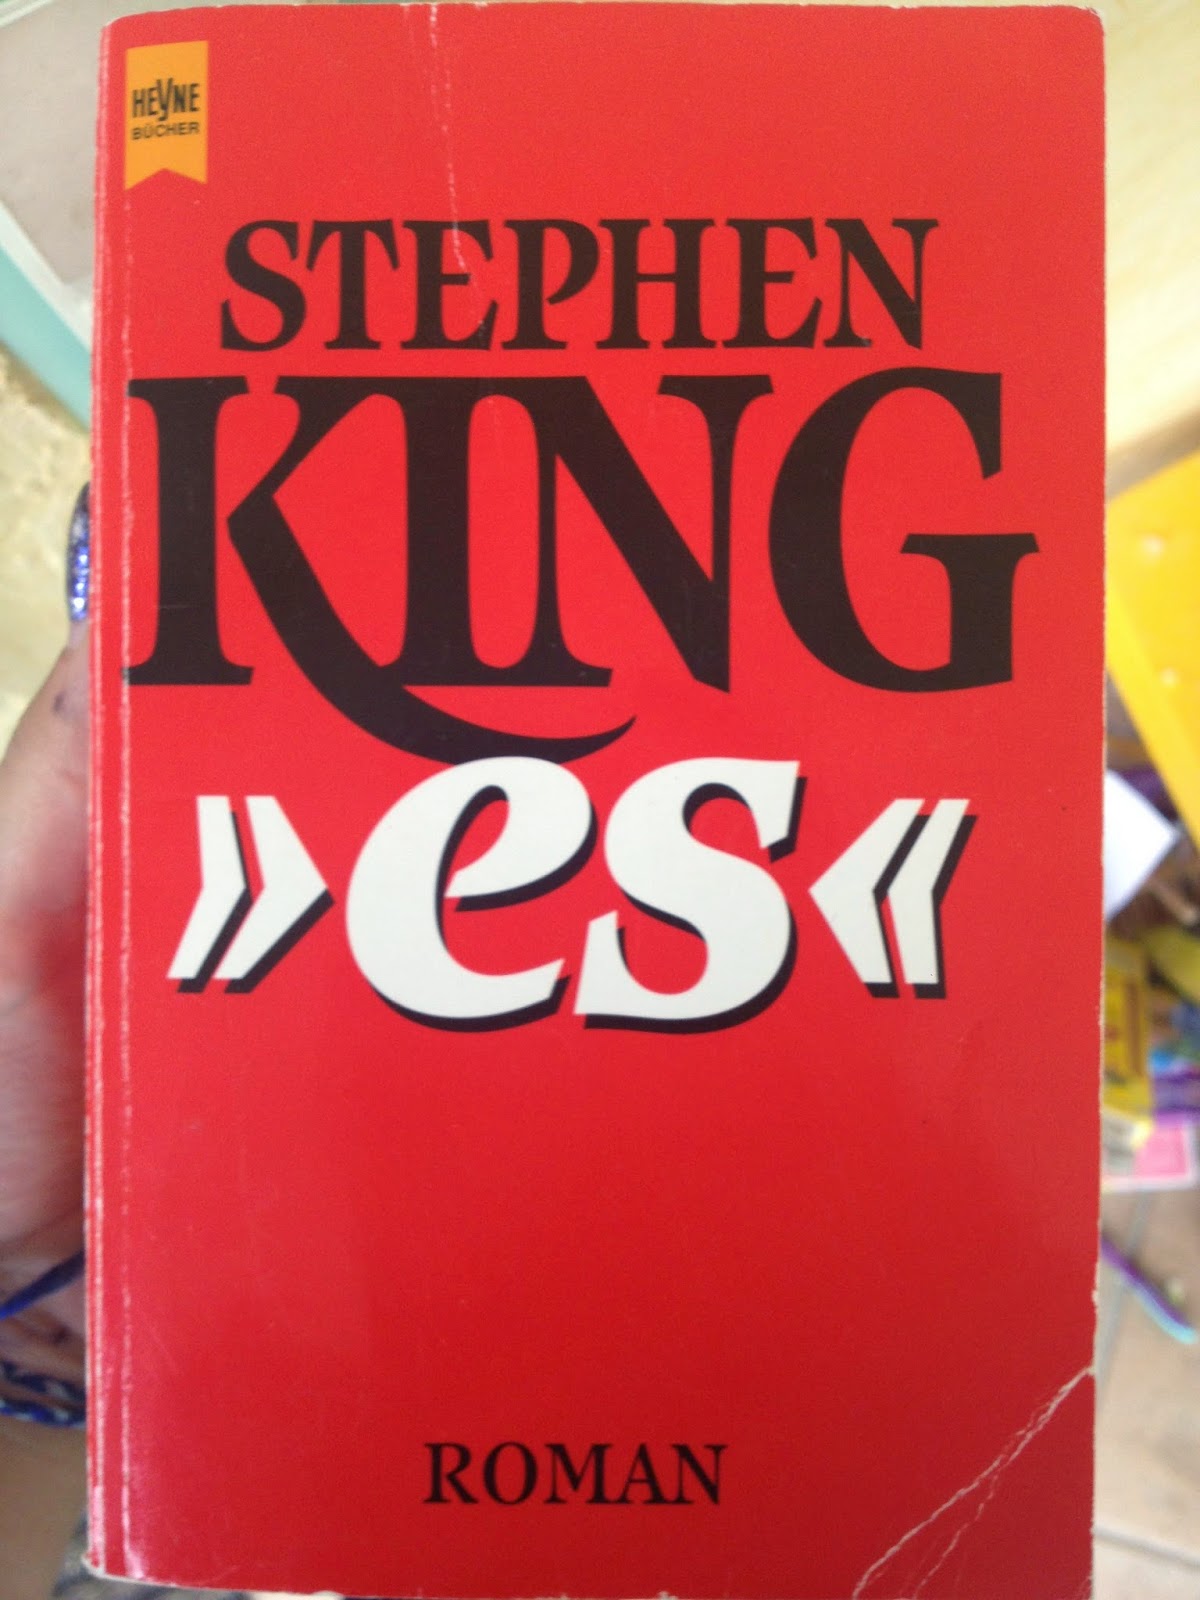 HEYNE
BÜCHER
STEPHEN
KING
»es«
ROMAN